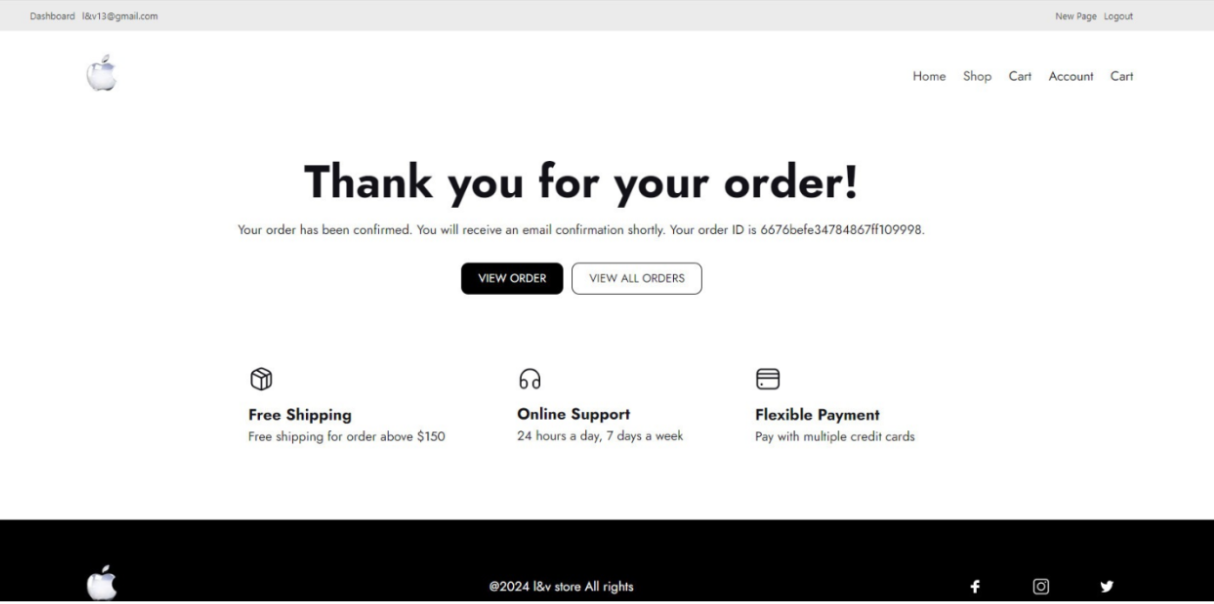 Dashboard l&v13@gmail.com New Page Logout
Home Shop Cart Account Cart
Thank you for your order!
Your order has been confirmed. You will receive an email confirmation shortly. Your order ID is 6676befe34784867ff109998.
VIEW ORDER VIEW ALL ORDERS
Free Shipping
Free shipping for order above $150
Online Support
24 hours a day, 7 days a week
Flexible Payment
Pay with multiple credit cards
@2024 l&v store All rights